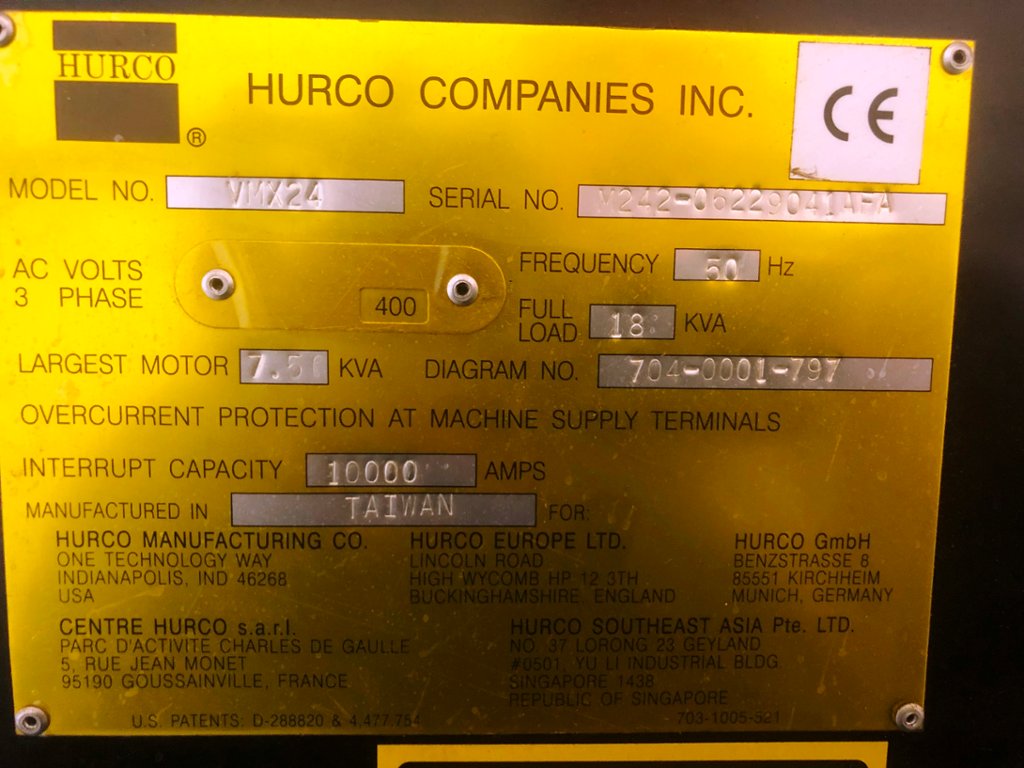 HURCO
®
HURCO COMPANIES INC.
CE
MODEL NO. VMX24
SERIAL NO. M242-06229041AFA
AC VOLTS
3 PHASE
400
FREQUENCY 50 Hz
FULL
LOAD 18 KVA
LARGEST MOTOR 7.5 KVA
DIAGRAM NO. 704-0001-797
OVERCURRENT PROTECTION AT MACHINE SUPPLY TERMINALS
INTERRUPT CAPACITY 10000 AMPS
MANUFACTURED IN TAIWAN FOR:
HURCO MANUFACTURING CO.
ONE TECHNOLOGY WAY
INDIANAPOLIS, IND 46268
USA
HURCO EUROPE LTD.
LINCOLN ROAD
HIGH WYCOMB HP 12 3TH
BUCKINGHAMSHIRE, ENGLAND
HURCO GmbH
BENZSTRASSE 8
85551 KIRCHHEIM
MUNICH, GERMANY
CENTRE HURCO s.a.r.l.
PARC D'ACTIVITE CHARLES DE GAULLE
5, RUE JEAN MONET
95190 GOUSSAINVILLE, FRANCE
HURCO SOUTHEAST ASIA Pte. LTD.
NO. 37 LORONG 23 GEYLAND
#0501, YU LI INDUSTRIAL BLDG.
SINGAPORE 1438
REPUBLIC OF SINGAPORE
U.S. PATENTS: D-288820 & 4,477,754
703-1005-521